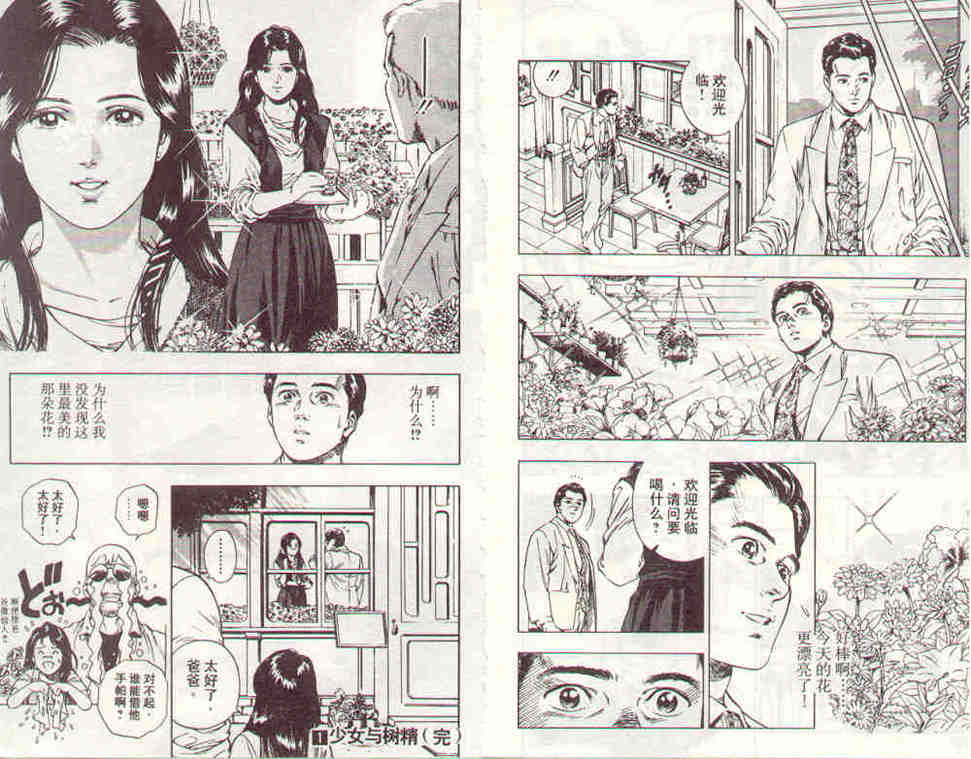 欢迎光
临！
!!
好棒啊……
今天的花
更漂亮了！
欢迎光临
，请问要
喝什么？
!!
啊……
为什么!?
为什么我
没发现这
里最美的
那朵花!?
………
太好了
爸爸。
1 少女与树精（完）
嗯嗯
太好了，
太好了！
どお〜〜
对不起，
谁能借他
手帕啊？